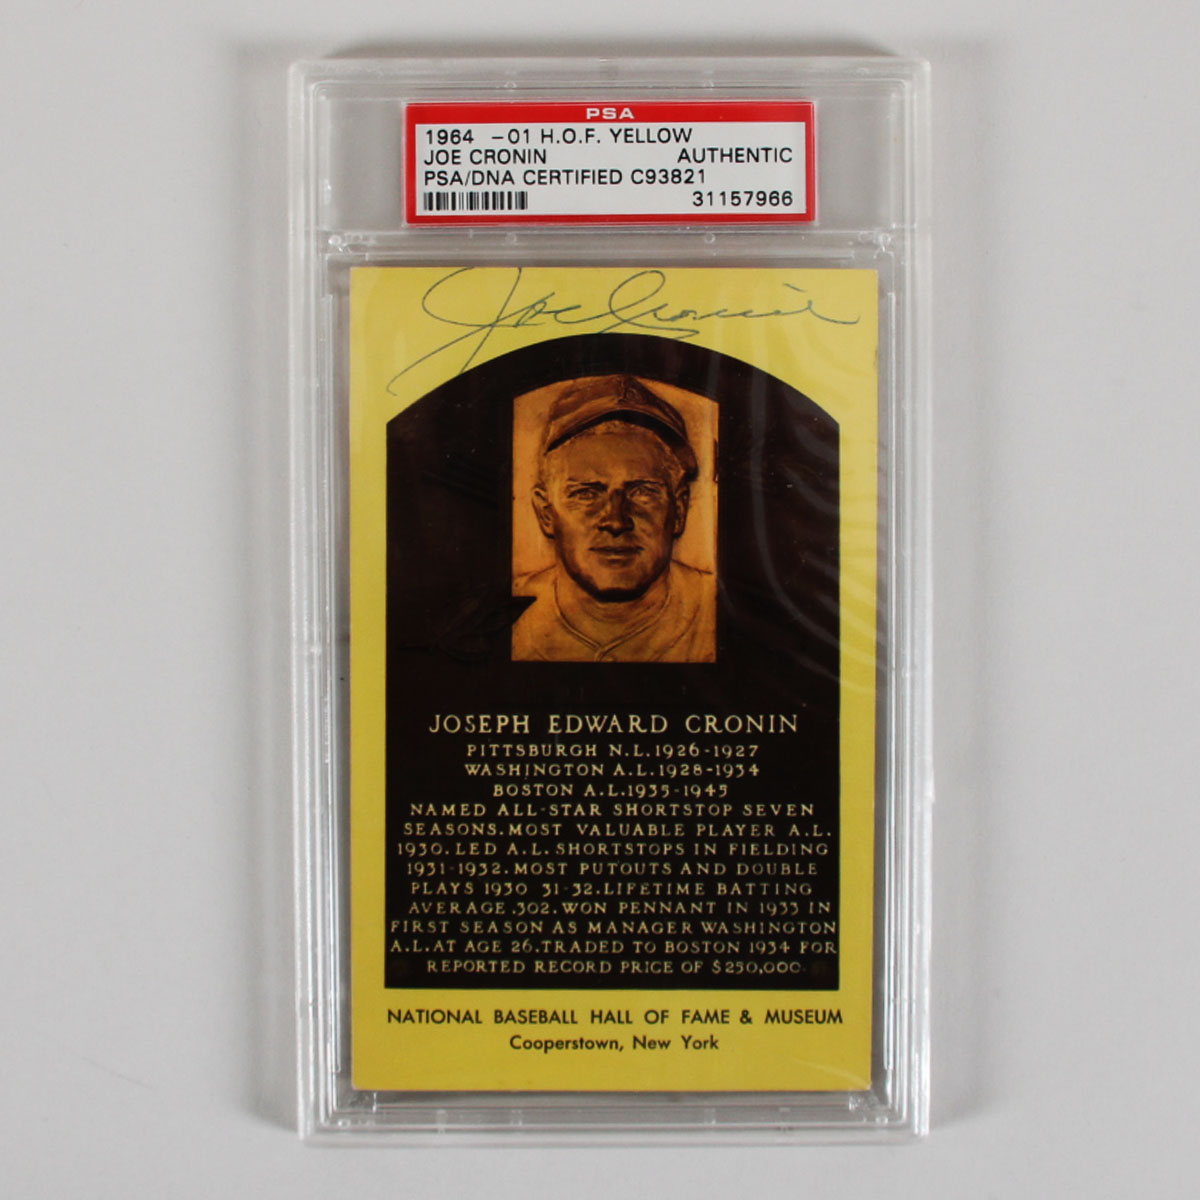 PSA
1964 -01 H.O.F. YELLOW
JOE CRONIN AUTHENTIC
PSA/DNA CERTIFIED C93821
31157966
Joe Cronin
JOSEPH EDWARD CRONIN
PITTSBURGH N.L.1926-1927
WASHINGTON A.L.1928-1934
BOSTON A.L.1935-1945
NAMED ALL-STAR SHORTSTOP SEVEN
SEASONS.MOST VALUABLE PLAYER A.L.
1930.LED A.L.SHORTSTOPS IN FIELDING
1931-1932.MOST PUTOUTS AND DOUBLE
PLAYS 1930 31-32.LIFETIME BATTING
AVERAGE .302.WON PENNANT IN 1933 IN
FIRST SEASON AS MANAGER WASHINGTON
A.L.AT AGE 26.TRADED TO BOSTON 1934 FOR
REPORTED RECORD PRICE OF $250,000.
NATIONAL BASEBALL HALL OF FAME & MUSEUM
Cooperstown, New York